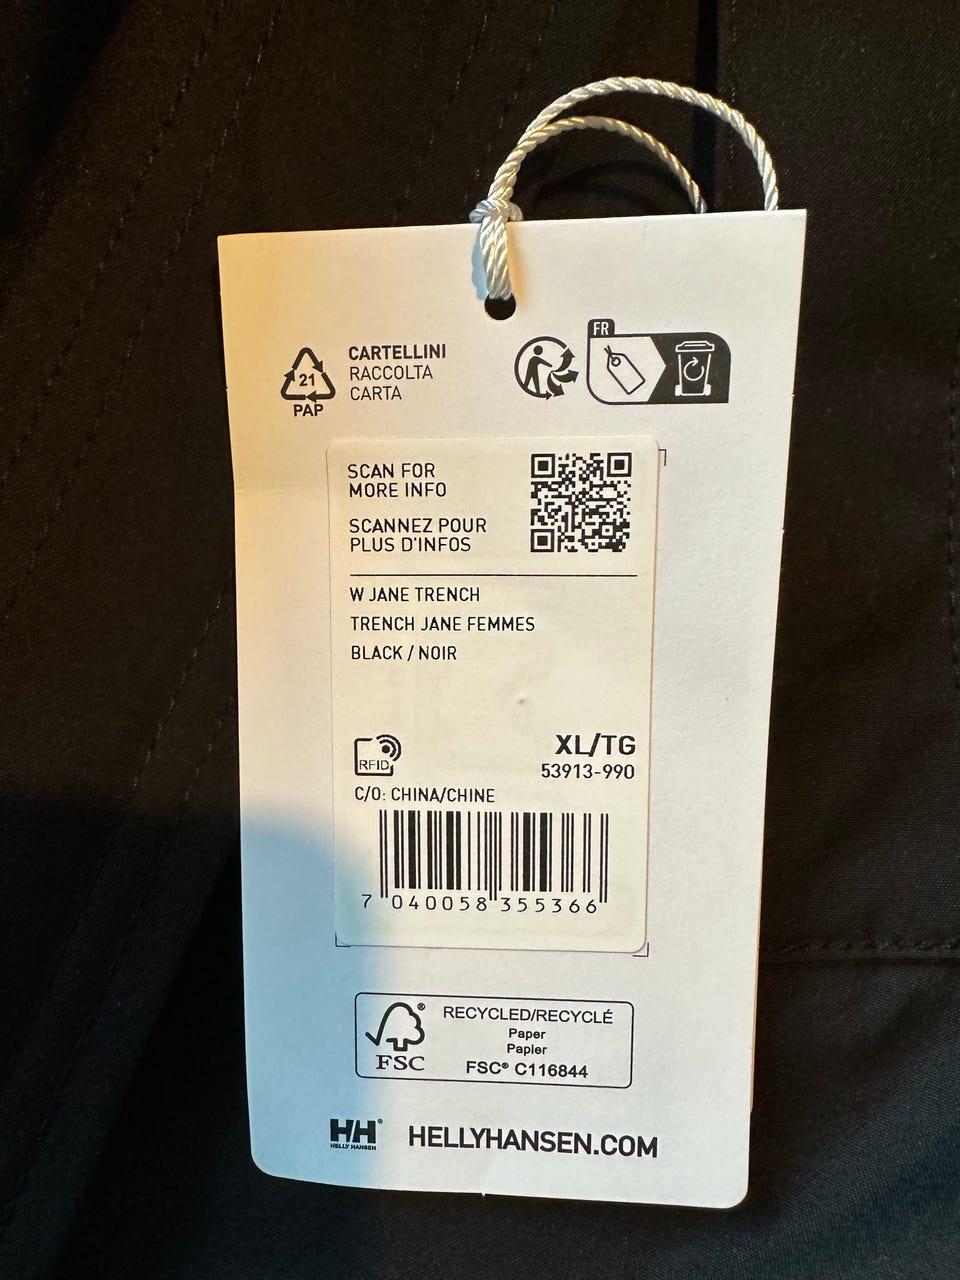 FR
21
PAP
CARTELLINI
RACCOLTA
CARTA
SCAN FOR
MORE INFO
SCANNEZ POUR
PLUS D'INFOS
W JANE TRENCH
TRENCH JANE FEMMES
BLACK / NOIR
RFID
XL/TG
53913-990
C/O: CHINA/CHINE
7 040058 355366
FSC®
RECYCLED/RECYCLÉ
Paper
Papier
FSC® C116844
HH®
HELLY HANSEN
HELLYHANSEN.COM